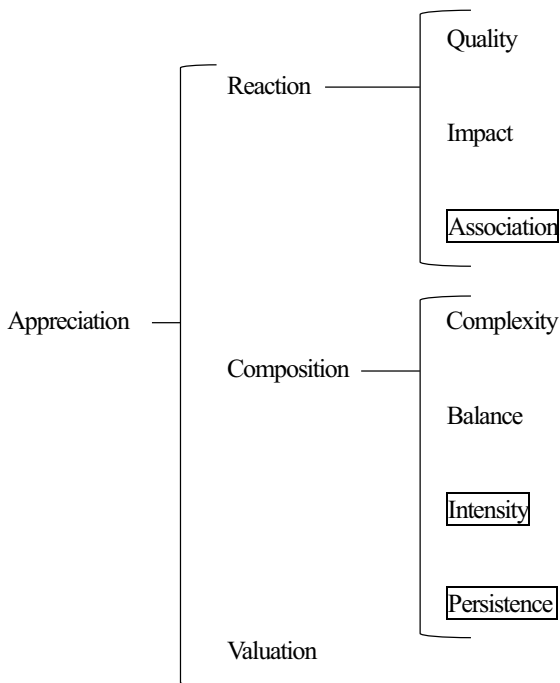 Quality
Reaction
Impact
Association
Appreciation
Complexity
Composition
Balance
Intensity
Persistence
Valuation